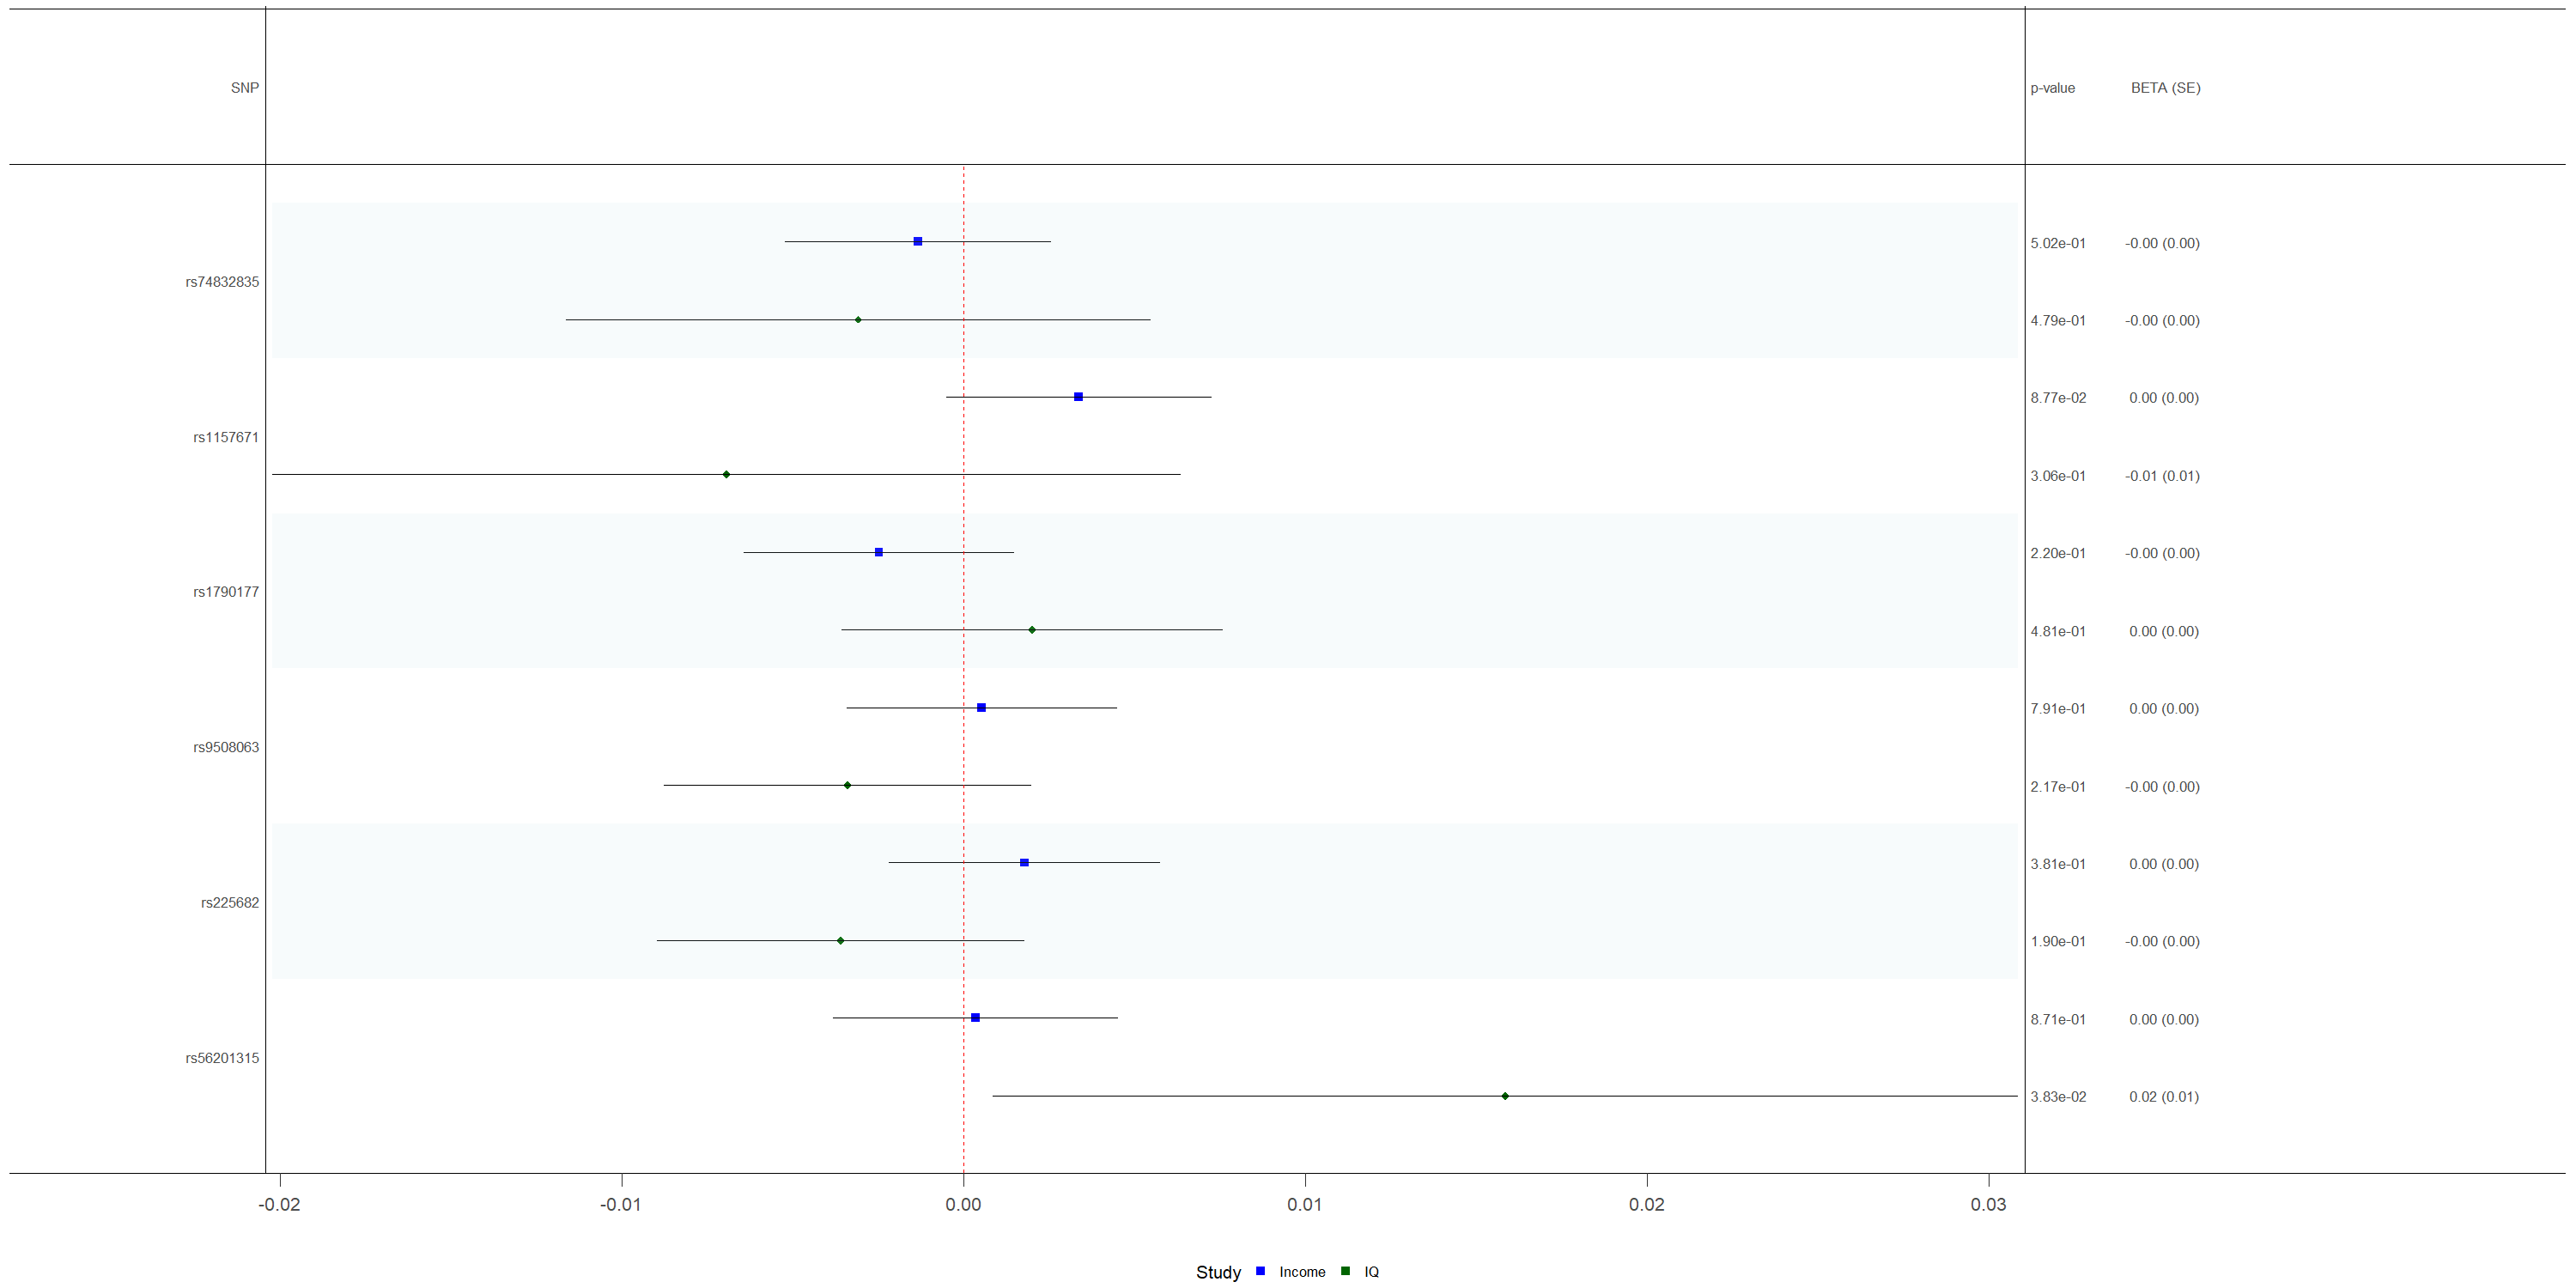 SNP p-value BETA (SE)
5.02e-01 -0.00 (0.00)
rs74832835
4.79e-01 -0.00 (0.00)
8.77e-02 0.00 (0.00)
rs1157671
3.06e-01 -0.01 (0.01)
2.20e-01 -0.00 (0.00)
rs1790177
4.81e-01 0.00 (0.00)
7.91e-01 0.00 (0.00)
rs9508063
2.17e-01 -0.00 (0.00)
3.81e-01 0.00 (0.00)
rs225682
1.90e-01 -0.00 (0.00)
8.71e-01 0.00 (0.00)
rs56201315
3.83e-02 0.02 (0.01)
-0.02 -0.01 0.00 0.01 0.02 0.03
Study Income IQ